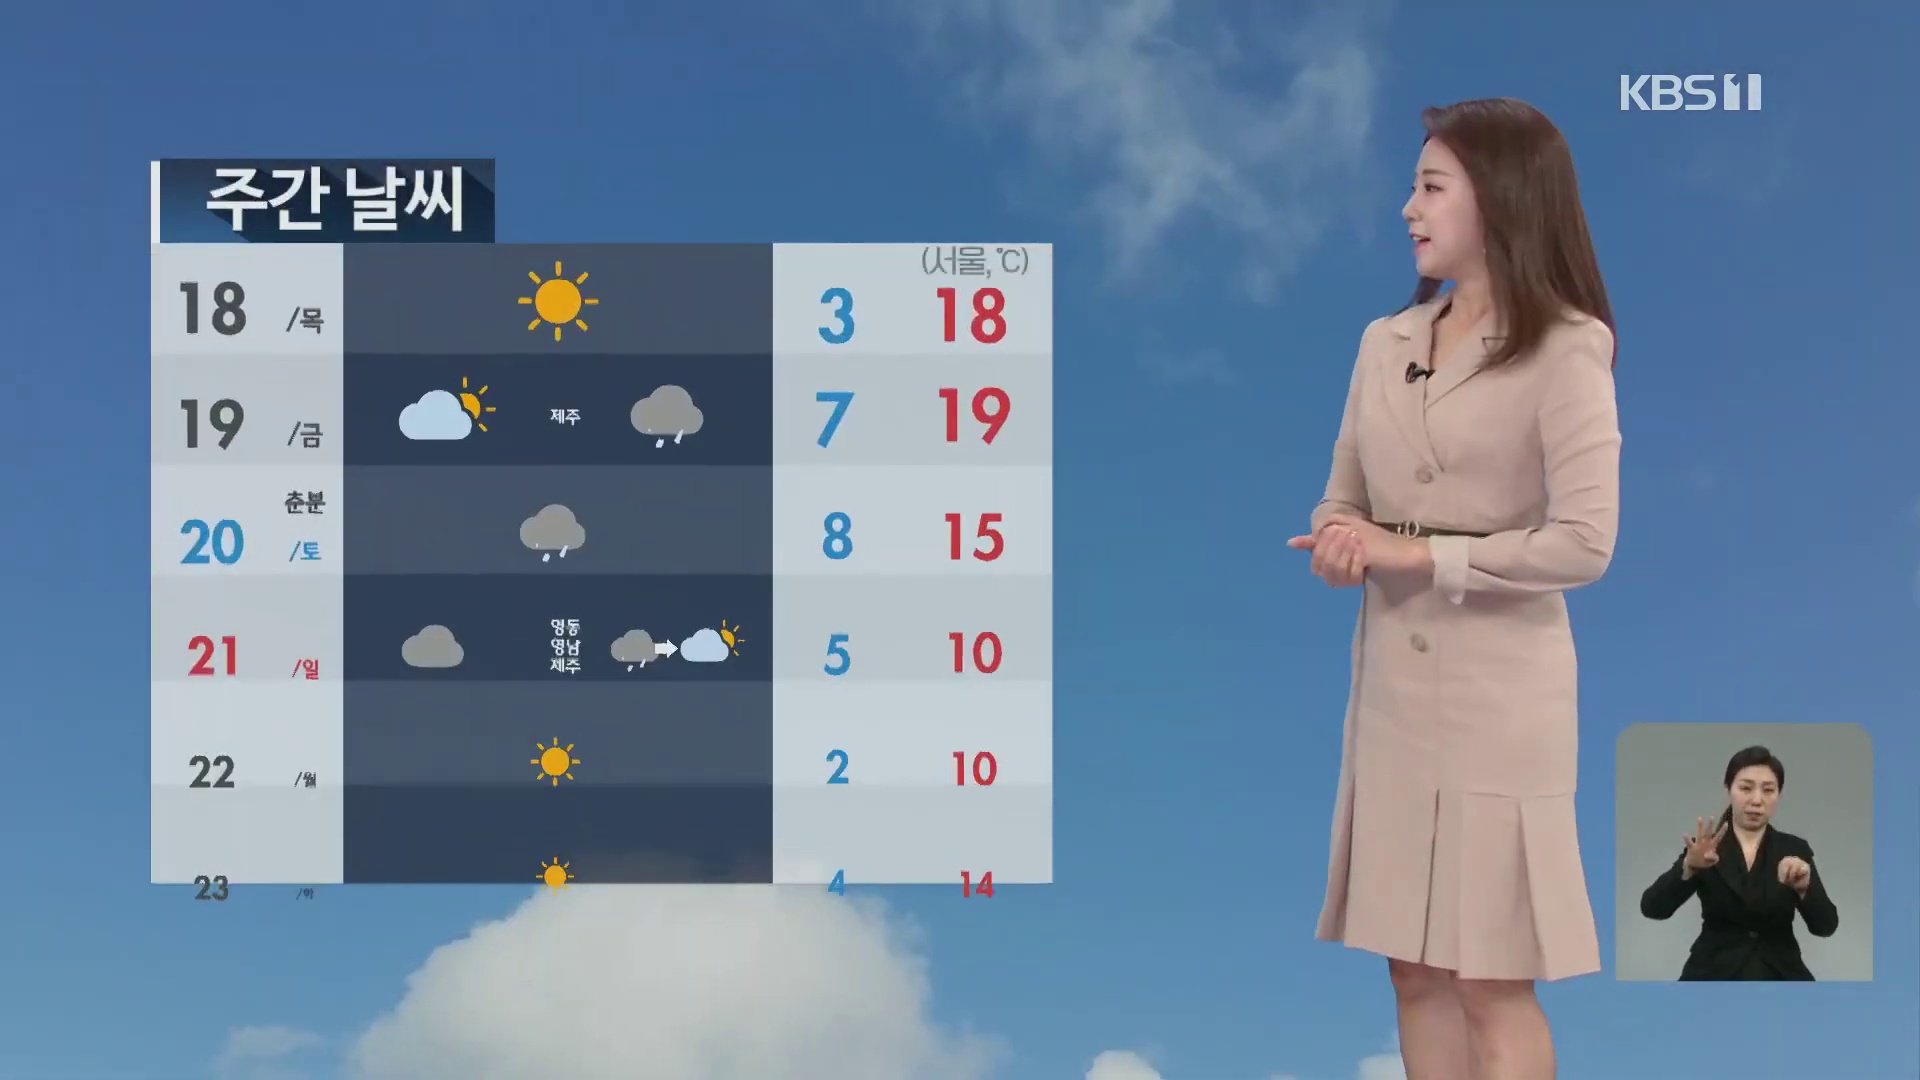 KBS 1
주간 날씨
(서울, ℃)
18 /목 3 18
19 /금 제주 7 19
춘분
20 /토 8 15
21 /일 영동 영남 제주 5 10
22 /월 2 10
23 /화 4 14